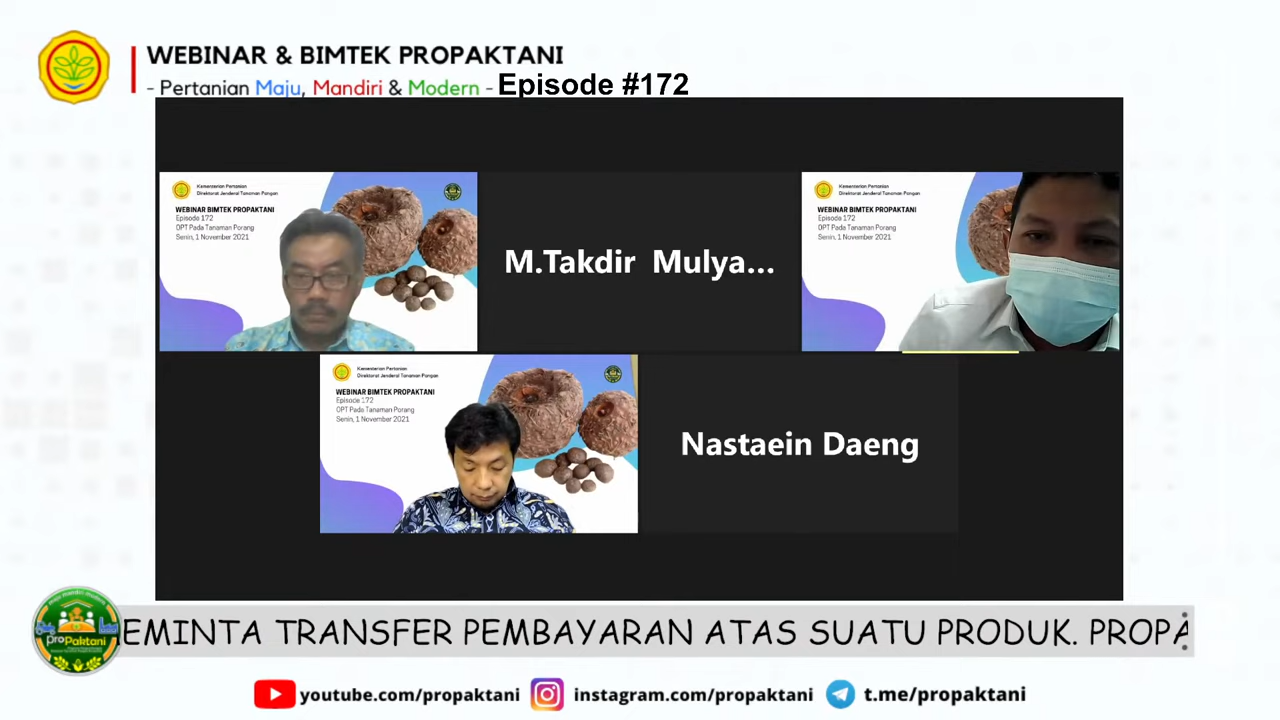 WEBINAR & BIMTEK PROPAKTANI
- Pertanian Maju, Mandiri & Modern - Episode #172
Kementerian Pertanian
Direktorat Jenderal Tanaman Pangan
WEBINAR BIMTEK PROPAKTANI
Episode 172
OPT Pada Tanaman Porang
Senin, 1 November 2021
M.Takdir Mulya...
Kementerian Pertanian
Direktorat Jenderal Tanaman Pangan
WEBINAR BIMTEK PROPAKTANI
Episode 172
OPT Pada Tanaman Porang
Senin, 1 November 2021
Kementerian Pertanian
Direktorat Jenderal Tanaman Pangan
WEBINAR BIMTEK PROPAKTANI
Episode 172
OPT Pada Tanaman Porang
Senin, 1 November 2021
Nastaein Daeng
proPaktani
EMINTA TRANSFER PEMBAYARAN ATAS SUATU PRODUK. PROPA
youtube.com/propaktani instagram.com/propaktani t.me/propaktani